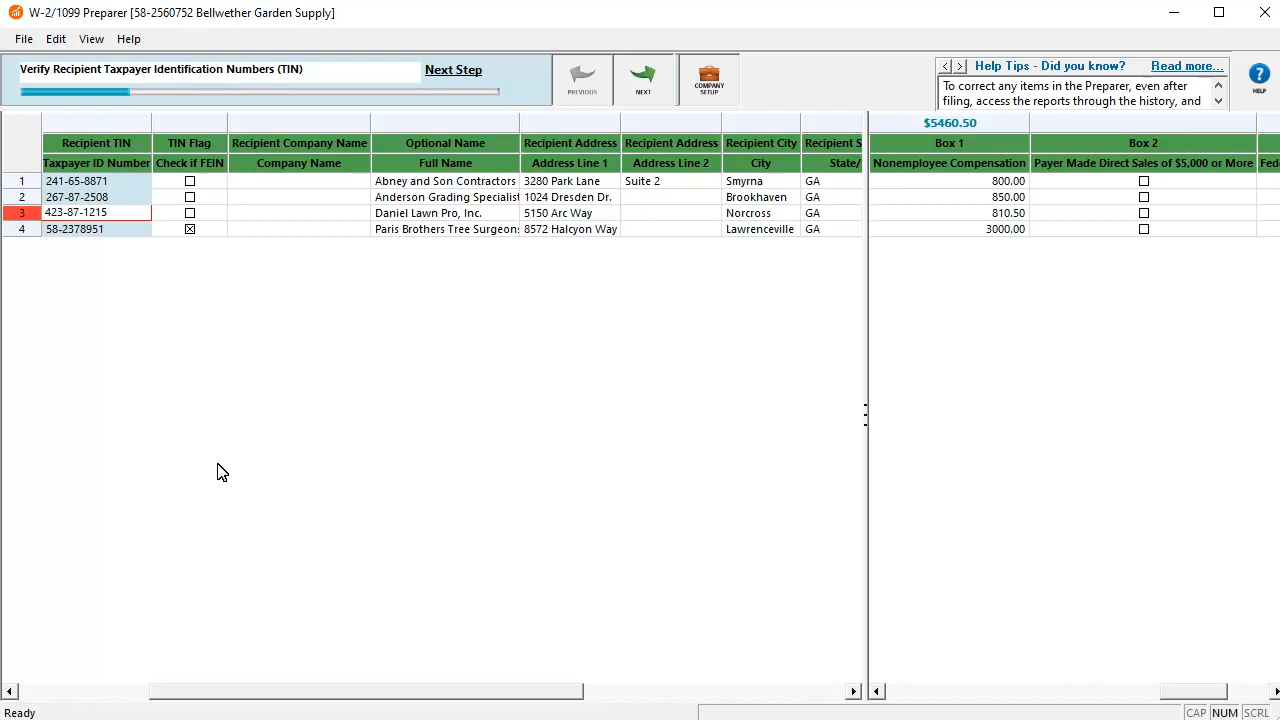 W-2/1099 Preparer [58-2560752 Bellwether Garden Supply]
File Edit View Help
Verify Recipient Taxpayer Identification Numbers (TIN) Next Step
PREVIOUS
NEXT
COMPANY SETUP
Help Tips - Did you know? Read more...
To correct any items in the Preparer, even after
filing, access the reports through the history, and
HELP
$5460.50
Recipient TIN TIN Flag Recipient Company Name Optional Name Recipient Address Recipient Address Recipient City Recipient S Box 1 Box 2
Taxpayer ID Number Check if FEIN Company Name Full Name Address Line 1 Address Line 2 City State/ Nonemployee Compensation Payer Made Direct Sales of $5,000 or More Fed
1 241-65-8871 Abney and Son Contractors 3280 Park Lane Suite 2 Smyrna GA 800.00
2 267-87-2508 Anderson Grading Specialist 1024 Dresden Dr. Brookhaven GA 850.00
3 423-87-1215 Daniel Lawn Pro, Inc. 5150 Arc Way Norcross GA 810.50
4 58-2378951 Paris Brothers Tree Surgeons 8572 Halcyon Way Lawrenceville GA 3000.00
Ready CAP NUM SCRL